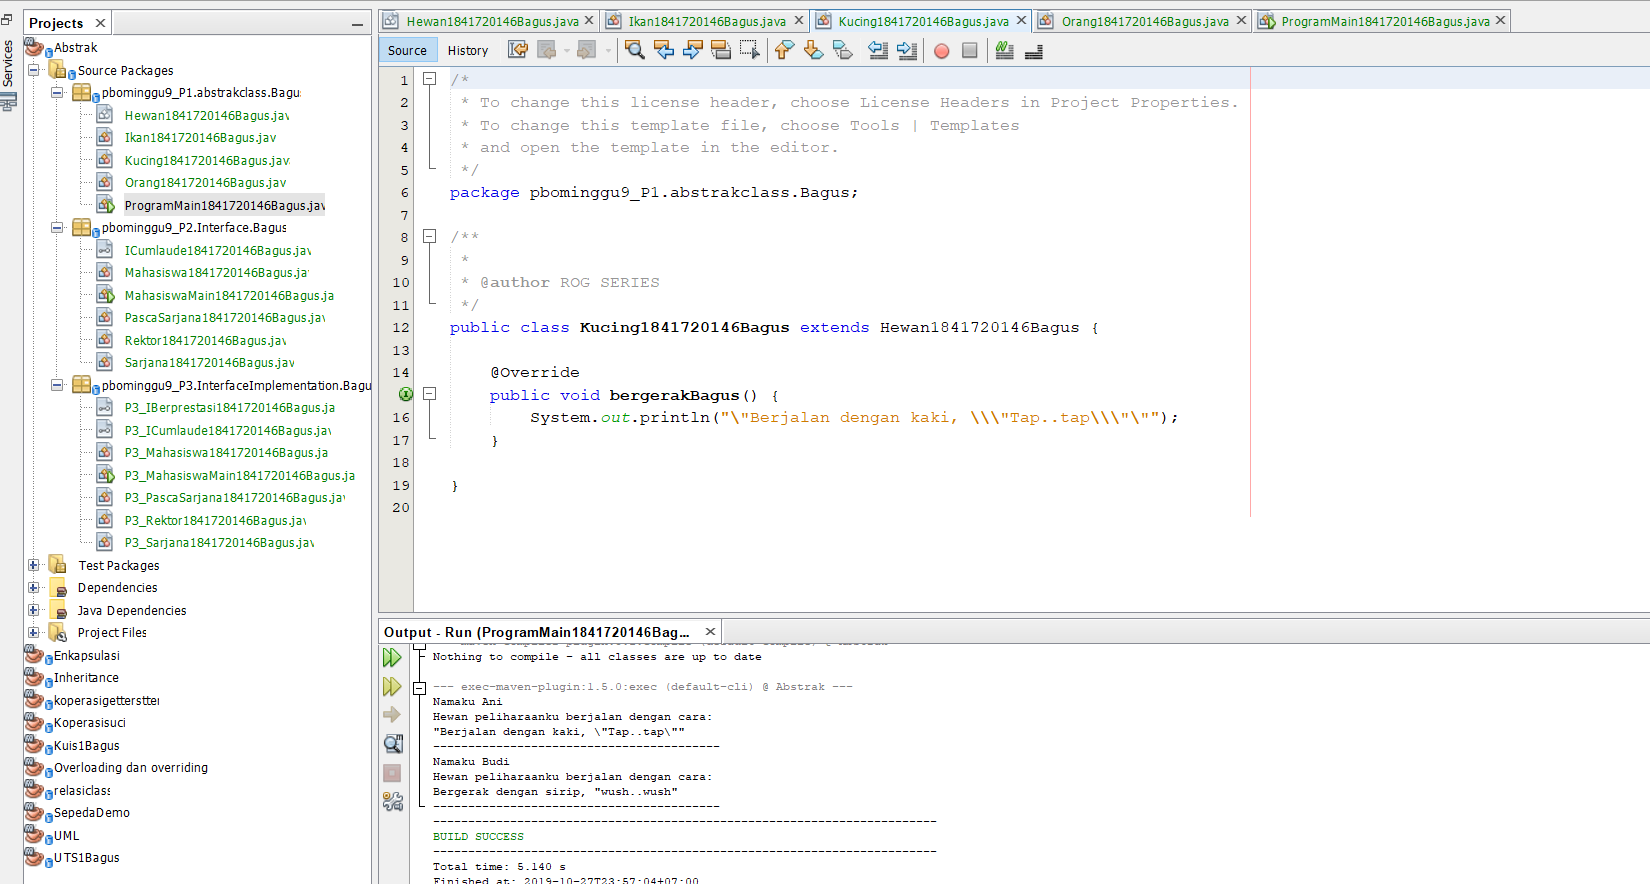 Services
Projects
Abstrak
Source Packages
pbominggu9_P1.abstrakclass.Bagu
Hewan1841720146Bagus.jav
Ikan1841720146Bagus.jav
Kucing1841720146Bagus.jav
Orang1841720146Bagus.jav
ProgramMain1841720146Bagus.jav
pbominggu9_P2.Interface.Bagus
ICumlaude1841720146Bagus.jav
Mahasiswa1841720146Bagus.jav
MahasiswaMain1841720146Bagus.ja
PascaSarjana1841720146Bagus.jav
Rektor1841720146Bagus.jav
Sarjana1841720146Bagus.jav
pbominggu9_P3.InterfaceImplementation.Bagu
P3_IBerprestasi1841720146Bagus.ja
P3_ICumlaude1841720146Bagus.jav
P3_Mahasiswa1841720146Bagus.ja
P3_MahasiswaMain1841720146Bagus.ja
P3_PascaSarjana1841720146Bagus.jav
P3_Rektor1841720146Bagus.jav
P3_Sarjana1841720146Bagus.jav
Test Packages
Dependencies
Java Dependencies
Project Files
Enkapsulasi
Inheritance
koperasigetterstter
Koperasisuci
Kuis1Bagus
Overloading dan overriding
relasiclass
SepedaDemo
UML
UTS1Bagus
Hewan1841720146Bagus.java Ikan1841720146Bagus.java Kucing1841720146Bagus.java Orang1841720146Bagus.java ProgramMain1841720146Bagus.java
Source History
1 /*
2 * To change this license header, choose License Headers in Project Properties.
3 * To change this template file, choose Tools | Templates
4 * and open the template in the editor.
5 */
6 package pbominggu9_P1.abstrakclass.Bagus;
7
8 /**
9 *
10 * @author ROG SERIES
11 */
12 public class Kucing1841720146Bagus extends Hewan1841720146Bagus {
13
14 @Override
public void bergerakBagus() {
16 System.out.println("\"Berjalan dengan kaki, \\\"Tap..tap\\\"\"");
17 }
18
19 }
20
Output - Run (ProgramMain1841720146Bag...
Nothing to compile - all classes are up to date
--- exec-maven-plugin:1.5.0:exec (default-cli) @ Abstrak ---
Namaku Ani
Hewan peliharaanku berjalan dengan cara:
"Berjalan dengan kaki, \"Tap..tap\""
-----------------------------------------
Namaku Budi
Hewan peliharaanku berjalan dengan cara:
Bergerak dengan sirip, "wush..wush"
-----------------------------------------
------------------------------------------------------------------------
BUILD SUCCESS
------------------------------------------------------------------------
Total time: 5.140 s
Finished at: 2019-10-27T23:57:04+07:00